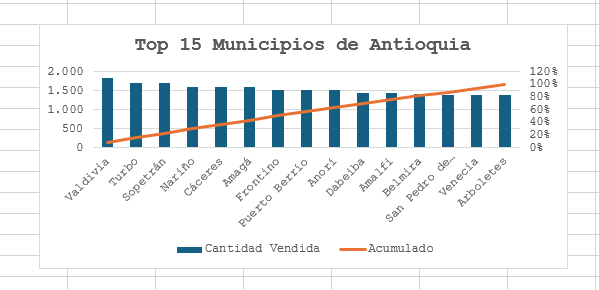 Top 15 Municipios de Antioquia
2.000
1.500
1.000
500
0
120%
100%
80%
60%
40%
20%
0%
Valdivia
Turbo
Sopetrán
Nariño
Cáceres
Amagá
Frontino
Puerto Berrío
Anorí
Dabeiba
Amalfi
Belmira
San Pedro de…
Venecia
Arboletes
Cantidad Vendida
Acumulado